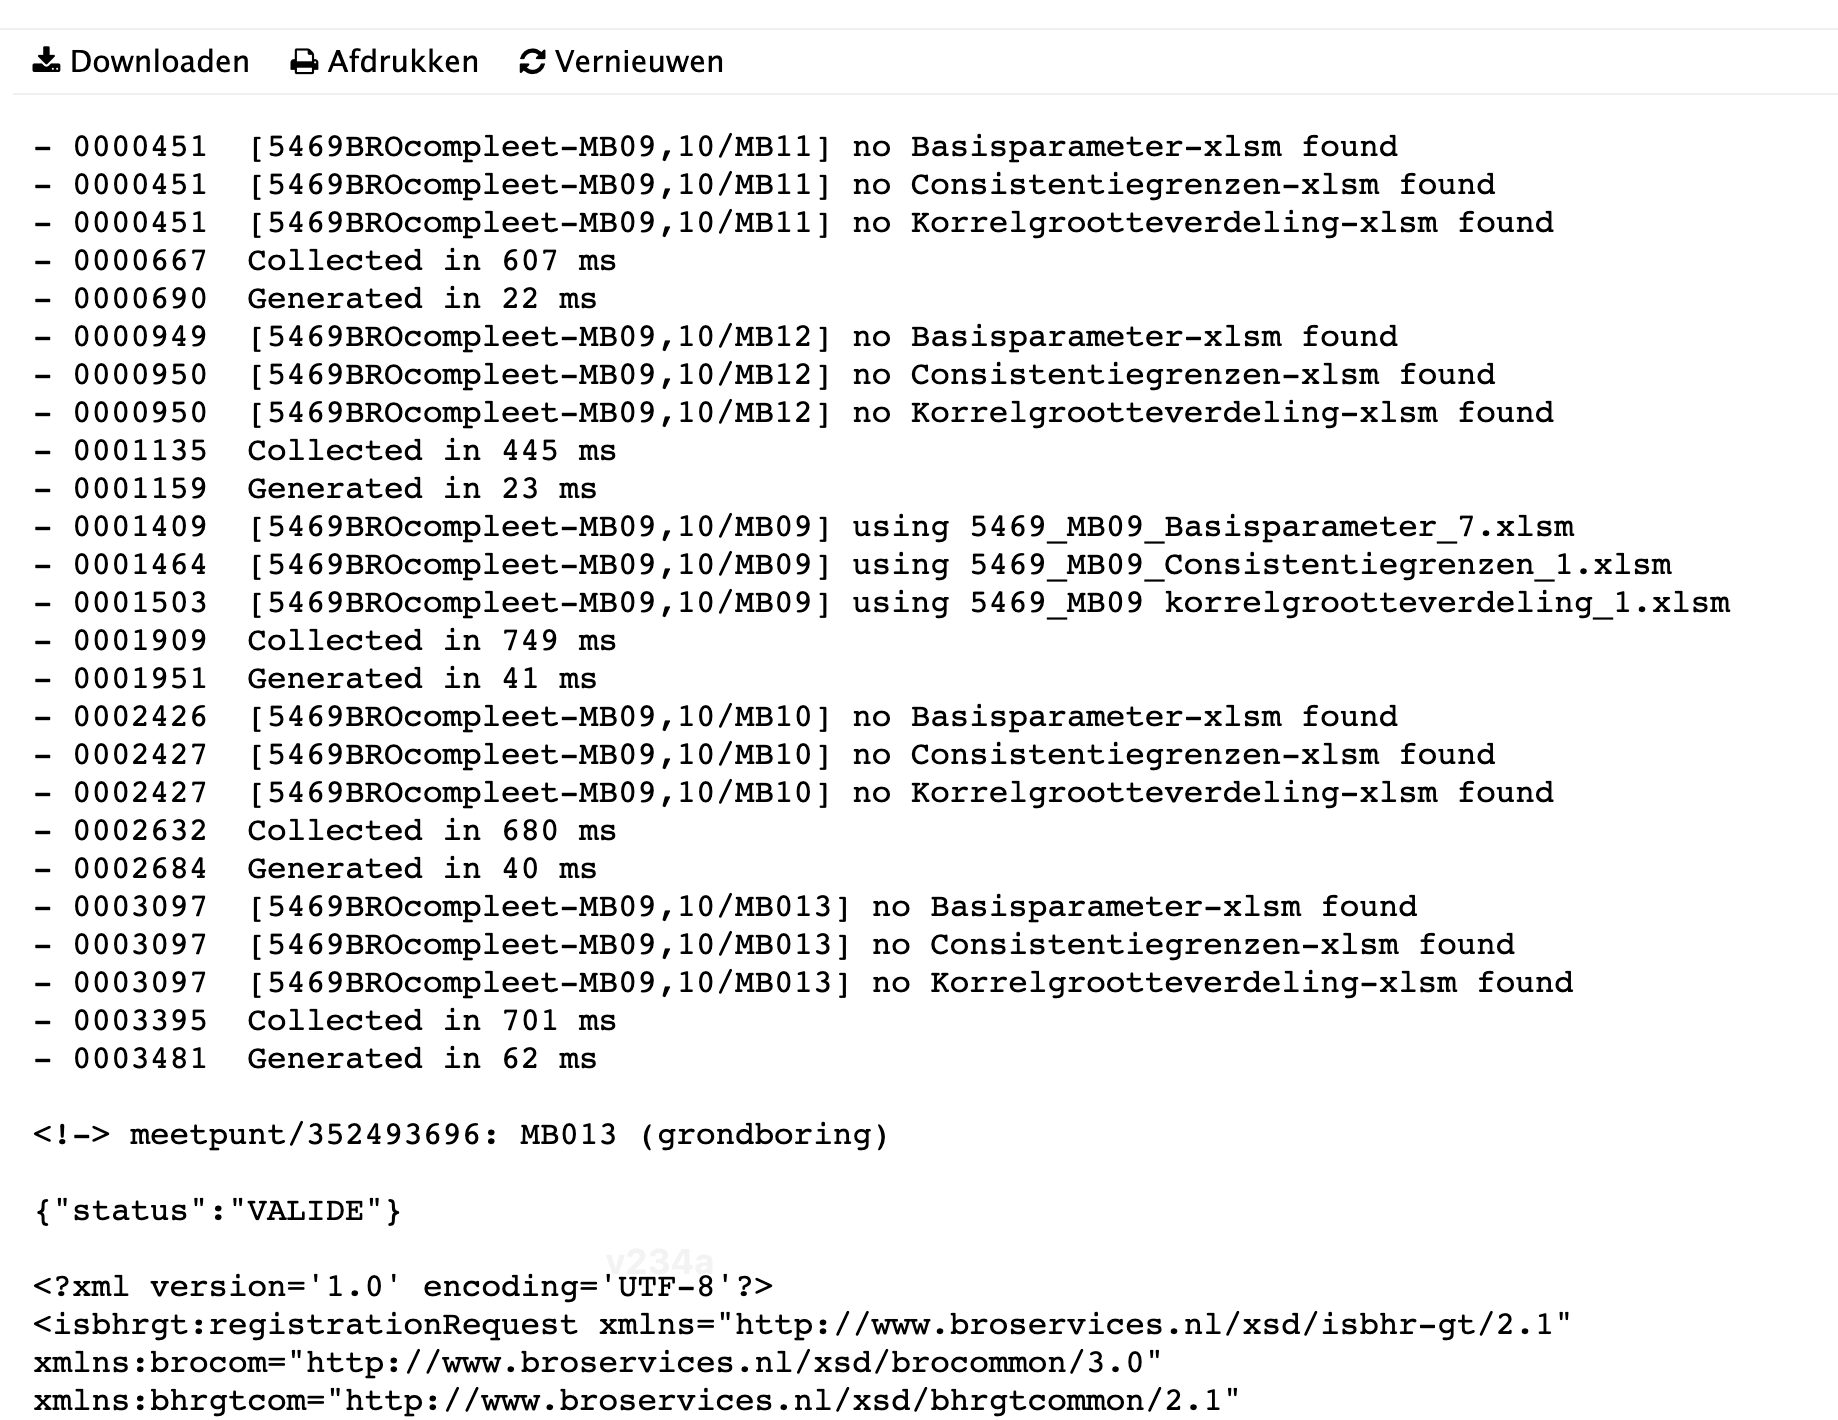 Downloaden Afdrukken Vernieuwen
- 0000451  [5469BROcompleet-MB09,10/MB11] no Basisparameter-xlsm found
- 0000451  [5469BROcompleet-MB09,10/MB11] no Consistentiegrenzen-xlsm found
- 0000451  [5469BROcompleet-MB09,10/MB11] no Korrelgrootteverdeling-xlsm found
- 0000667  Collected in 607 ms
- 0000690  Generated in 22 ms
- 0000949  [5469BROcompleet-MB09,10/MB12] no Basisparameter-xlsm found
- 0000950  [5469BROcompleet-MB09,10/MB12] no Consistentiegrenzen-xlsm found
- 0000950  [5469BROcompleet-MB09,10/MB12] no Korrelgrootteverdeling-xlsm found
- 0001135  Collected in 445 ms
- 0001159  Generated in 23 ms
- 0001409  [5469BROcompleet-MB09,10/MB09] using 5469_MB09_Basisparameter_7.xlsm
- 0001464  [5469BROcompleet-MB09,10/MB09] using 5469_MB09_Consistentiegrenzen_1.xlsm
- 0001503  [5469BROcompleet-MB09,10/MB09] using 5469_MB09 korrelgrootteverdeling_1.xlsm
- 0001909  Collected in 749 ms
- 0001951  Generated in 41 ms
- 0002426  [5469BROcompleet-MB09,10/MB10] no Basisparameter-xlsm found
- 0002427  [5469BROcompleet-MB09,10/MB10] no Consistentiegrenzen-xlsm found
- 0002427  [5469BROcompleet-MB09,10/MB10] no Korrelgrootteverdeling-xlsm found
- 0002632  Collected in 680 ms
- 0002684  Generated in 40 ms
- 0003097  [5469BROcompleet-MB09,10/MB013] no Basisparameter-xlsm found
- 0003097  [5469BROcompleet-MB09,10/MB013] no Consistentiegrenzen-xlsm found
- 0003097  [5469BROcompleet-MB09,10/MB013] no Korrelgrootteverdeling-xlsm found
- 0003395  Collected in 701 ms
- 0003481  Generated in 62 ms
<!-> meetpunt/352493696: MB013 (grondboring)
{"status":"VALIDE"}
v234a
<?xml version='1.0' encoding='UTF-8'?>
<isbhrgt:registrationRequest xmlns="http://www.broservices.nl/xsd/isbhr-gt/2.1"
xmlns:brocom="http://www.broservices.nl/xsd/brocommon/3.0"
xmlns:bhrgtcom="http://www.broservices.nl/xsd/bhrgtcommon/2.1"